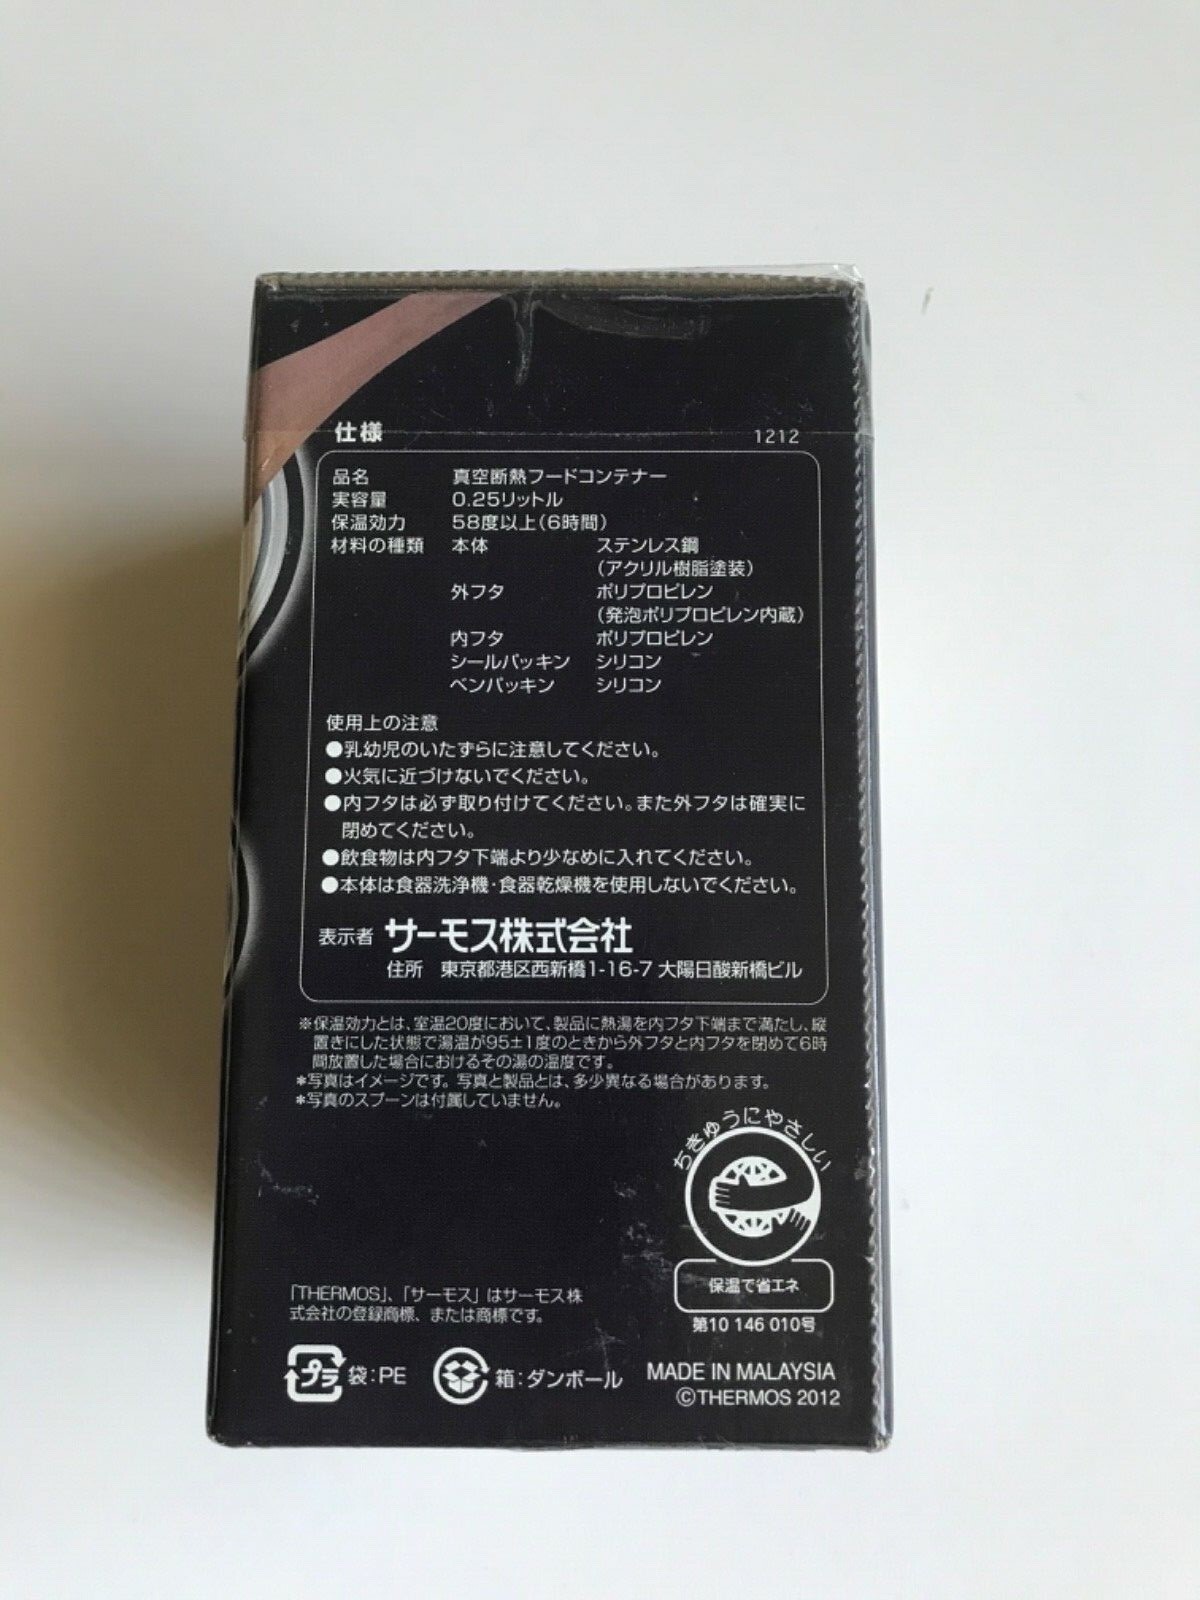 仕様
1212
品名 真空断熱フードコンテナー
実容量 0.25リットル
保温効力 58度以上(6時間)
材料の種類 本体 ステンレス鋼
(アクリル樹脂塗装)
外フタ ポリプロピレン
(発泡ポリプロピレン内蔵)
内フタ ポリプロピレン
シールパッキン シリコン
ベンパッキン シリコン
使用上の注意
●乳幼児のいたずらに注意してください。
●火気に近づけないでください。
●内フタは必ず取り付けてください。また外フタは確実に
閉めてください。
●飲食物は内フタ下端より少なめに入れてください。
●本体は食器洗浄機・食器乾燥機を使用しないでください。
表示者 サーモス株式会社
住所 東京都港区西新橋1-16-7 大陽日酸新橋ビル
※保温効力とは、室温20度において、製品に熱湯を内フタ下端まで満たし、縦
置きにした状態で湯温が95±1度のときから外フタと内フタを閉めて6時
間放置した場合におけるその湯の温度です。
*写真はイメージです。写真と製品とは、多少異なる場合があります。
*写真のスプーンは付属していません。
ちきゅうにやさしい
保温で省エネ
第10 146 010号
「THERMOS」、「サーモス」はサーモス株
式会社の登録商標、または商標です。
プラ 袋:PE 箱:ダンボール
MADE IN MALAYSIA
©THERMOS 2012